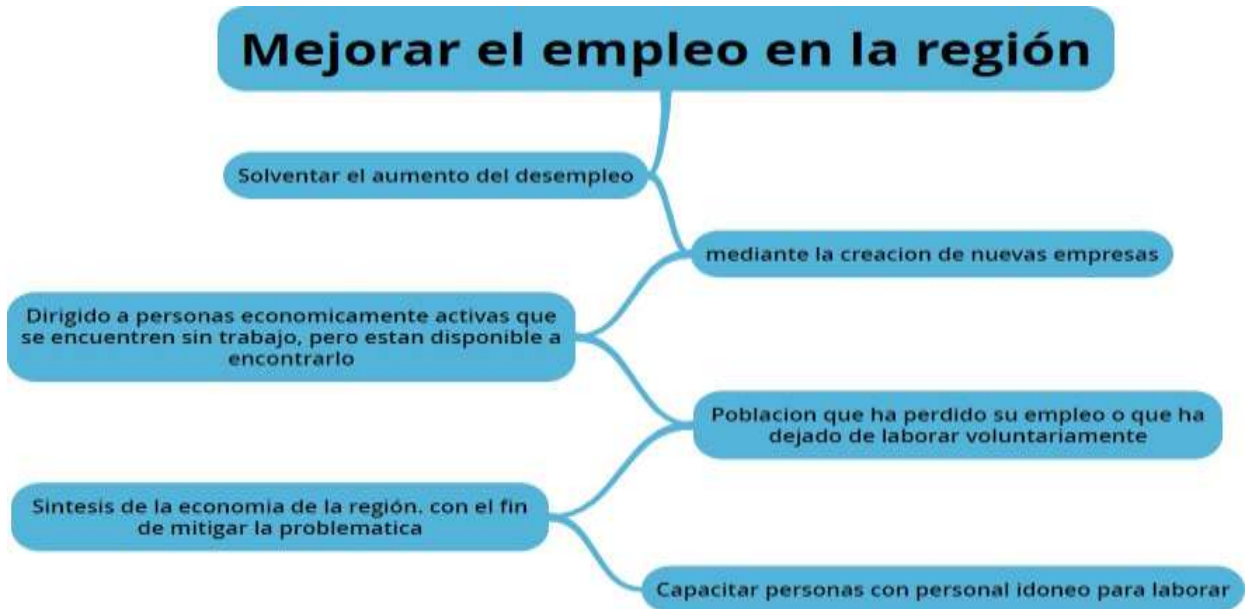 Mejorar el empleo en la región
Solventar el aumento del desempleo
mediante la creacion de nuevas empresas
Dirigido a personas economicamente activas que
se encuentren sin trabajo, pero estan disponible a
encontrarlo
Poblacion que ha perdido su empleo o que ha
dejado de laborar voluntariamente
Sintesis de la economia de la región. con el fin
de mitigar la problematica
Capacitar personas con personal idoneo para laborar